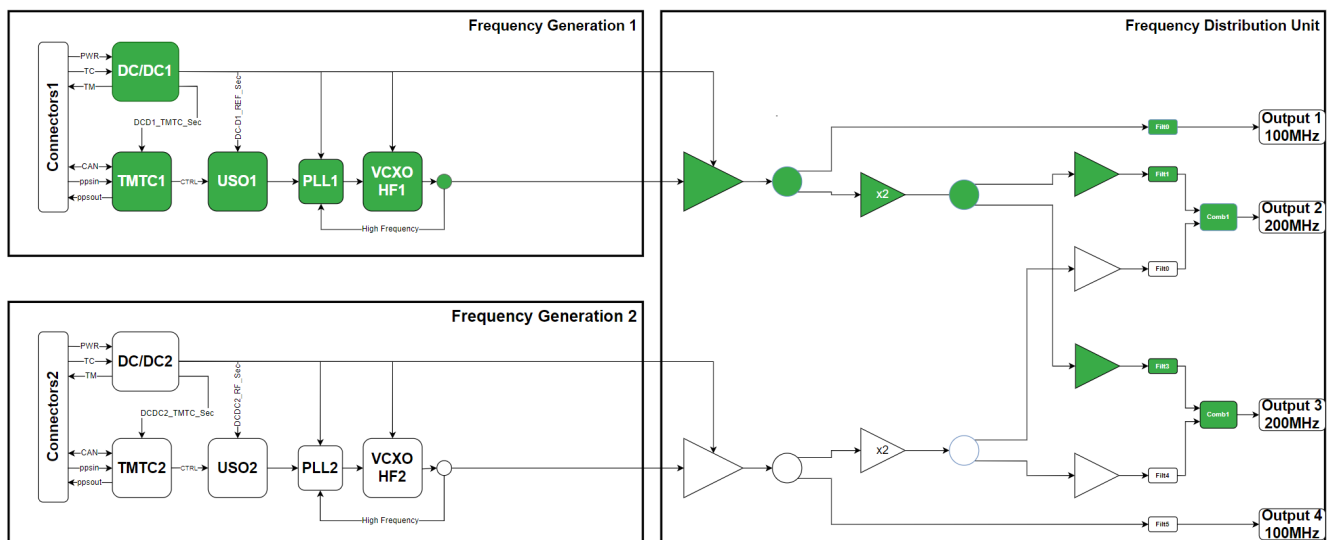 Frequency Generation 1
Connectors1
PWR
TC
TM
DC/DC1
DCD1_TMTC_Sec
DC-D1_REF_Sec
CAN
ppsin
ppsout
TMTC1
CTRL
USO1
PLL1
VCXO
HF1
High Frequency
Frequency Distribution Unit
Filt0
Output 1
100MHz
x2
Filt1
Comb1
Output 2
200MHz
Filt0
Filt3
Comb1
Output 3
200MHz
x2
Filt4
Filt5
Output 4
100MHz
Frequency Generation 2
Connectors2
PWR
TC
TM
DC/DC2
DCDC2_TMTC_Sec
DCDC2_RF_Sec
CAN
ppsin
ppsout
TMTC2
CTRL
USO2
PLL2
VCXO
HF2
High Frequency